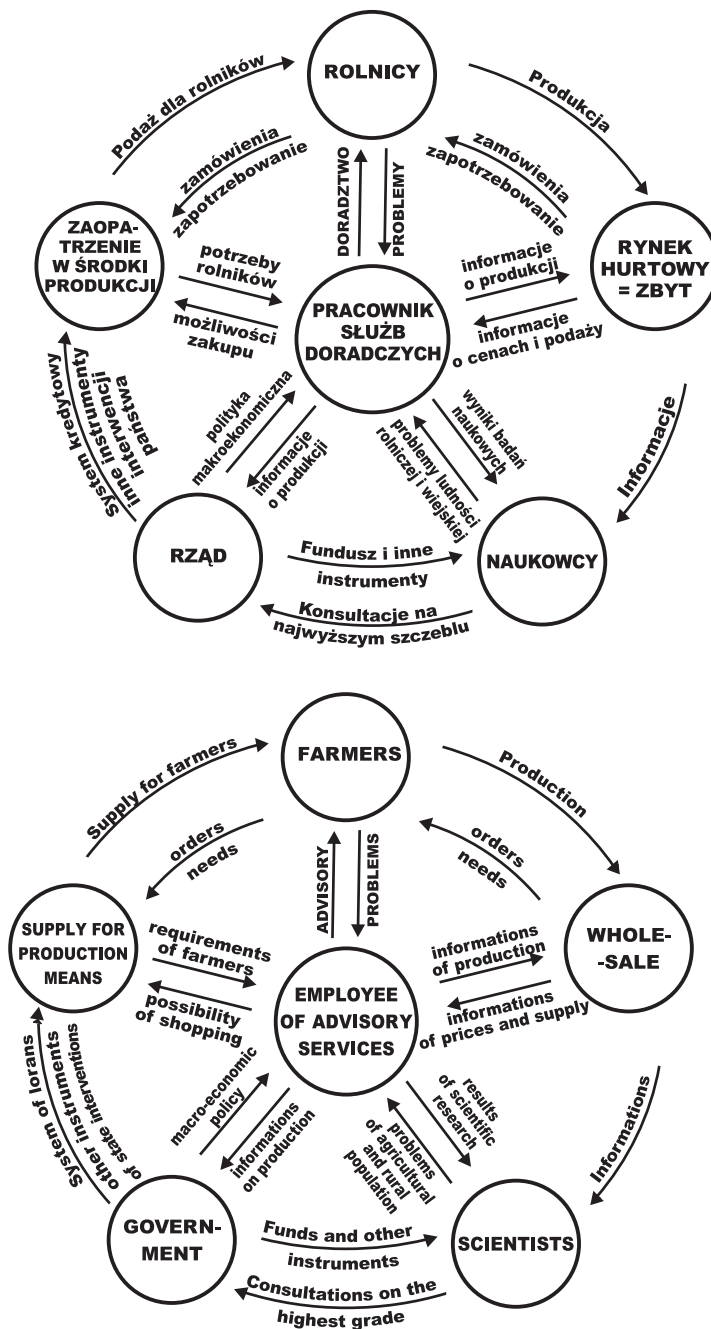 ROLNICY
Podaż dla rolników
Produkcja
zamówienia
zapotrzebowanie
zamówienia
zapotrzebowanie
DORADZTWO
PROBLEMY
ZAOPA-
TRZENIE
W ŚRODKI
PRODUKCJI
RYNEK
HURTOWY
= ZBYT
potrzeby
rolników
możliwości
zakupu
PRACOWNIK
SŁUŻB
DORADCZYCH
informacje
o produkcji
informacje
o cenach i podaży
System kredytowy
inne instrumenty
interwencji
państwa
polityka
makroekonomiczna
informacje
o produkcji
wyniki badań
naukowych
problemy ludności
rolniczej i wiejskiej
Informacje
RZĄD
Fundusz i inne
instrumenty
NAUKOWCY
Konsultacje na
najwyższym szczeblu
FARMERS
Supply for farmers
Production
orders
needs
orders
needs
ADVISORY
PROBLEMS
SUPPLY FOR
PRODUCTION
MEANS
WHOLE-
-SALE
requirements
of farmers
possibility
of shopping
EMPLOYEE
OF ADVISORY
SERVICES
informations
of production
informations
of prices and supply
System of lorans
other instruments
of state interventions
macro-economic
policy
informations
on production
results
of scientific
research
problems
of agricultural
and rural
population
Informations
GOVERN-
MENT
Funds and other
instruments
SCIENTISTS
Consultations on the
highest grade